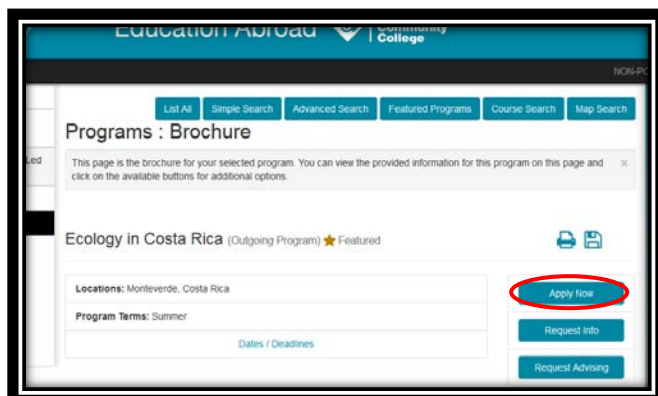 Education Abroad
Community
College
NON-PO
List All Simple Search Advanced Search Featured Programs Course Search Map Search
Programs : Brochure
Led
This page is the brochure for your selected program. You can view the provided information for this program on this page and x
click on the available buttons for additional options.
Ecology in Costa Rica (Outgoing Program) Featured
Locations: Monteverde, Costa Rica
Program Terms: Summer
Dates / Deadlines
Apply Now
Request Info
Request Advising